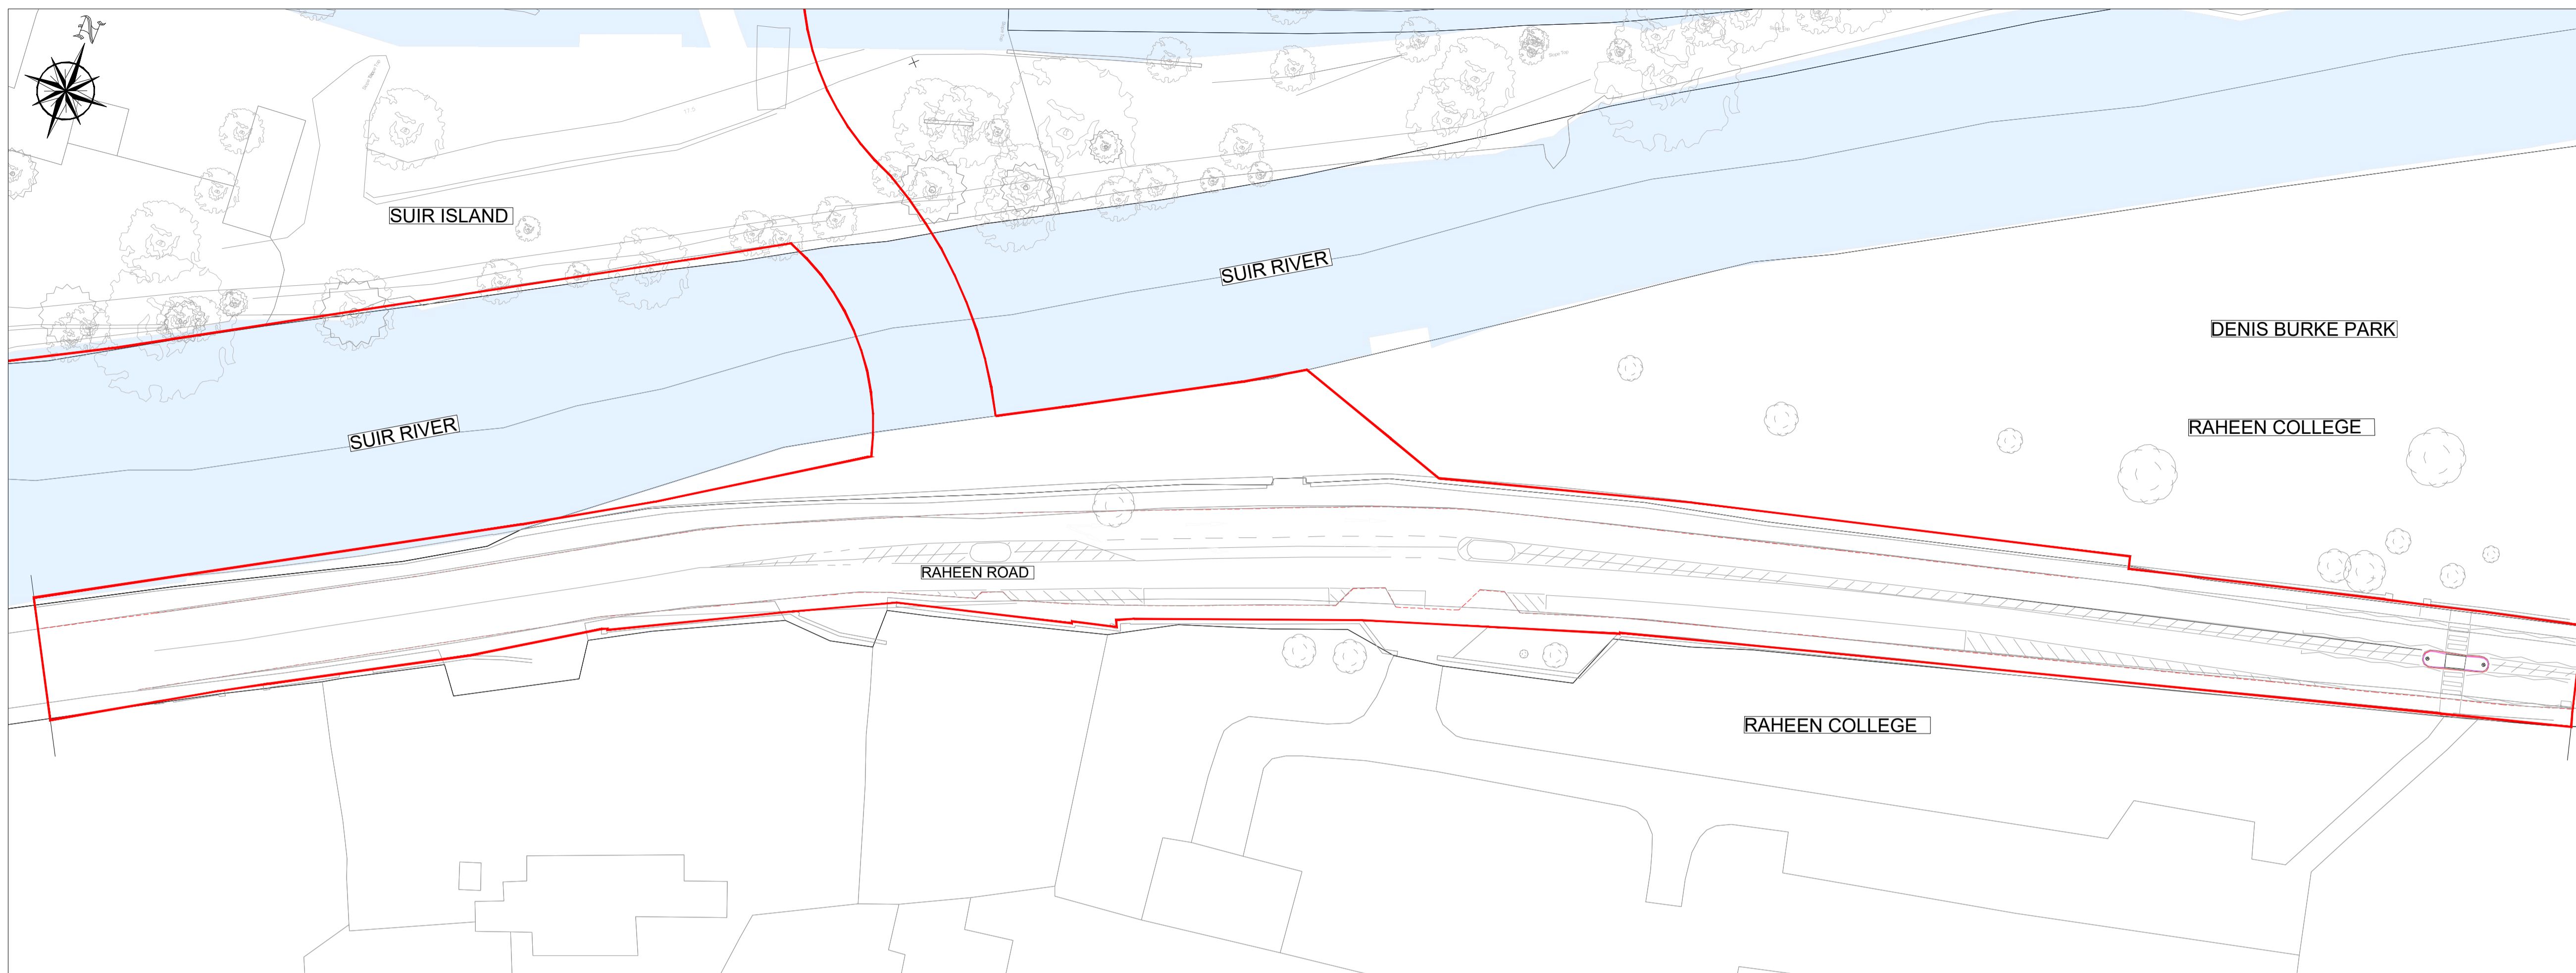 N
SUIR ISLAND
SUIR RIVER
DENIS BURKE PARK
RAHEEN COLLEGE
SUIR RIVER
RAHEEN ROAD
RAHEEN COLLEGE